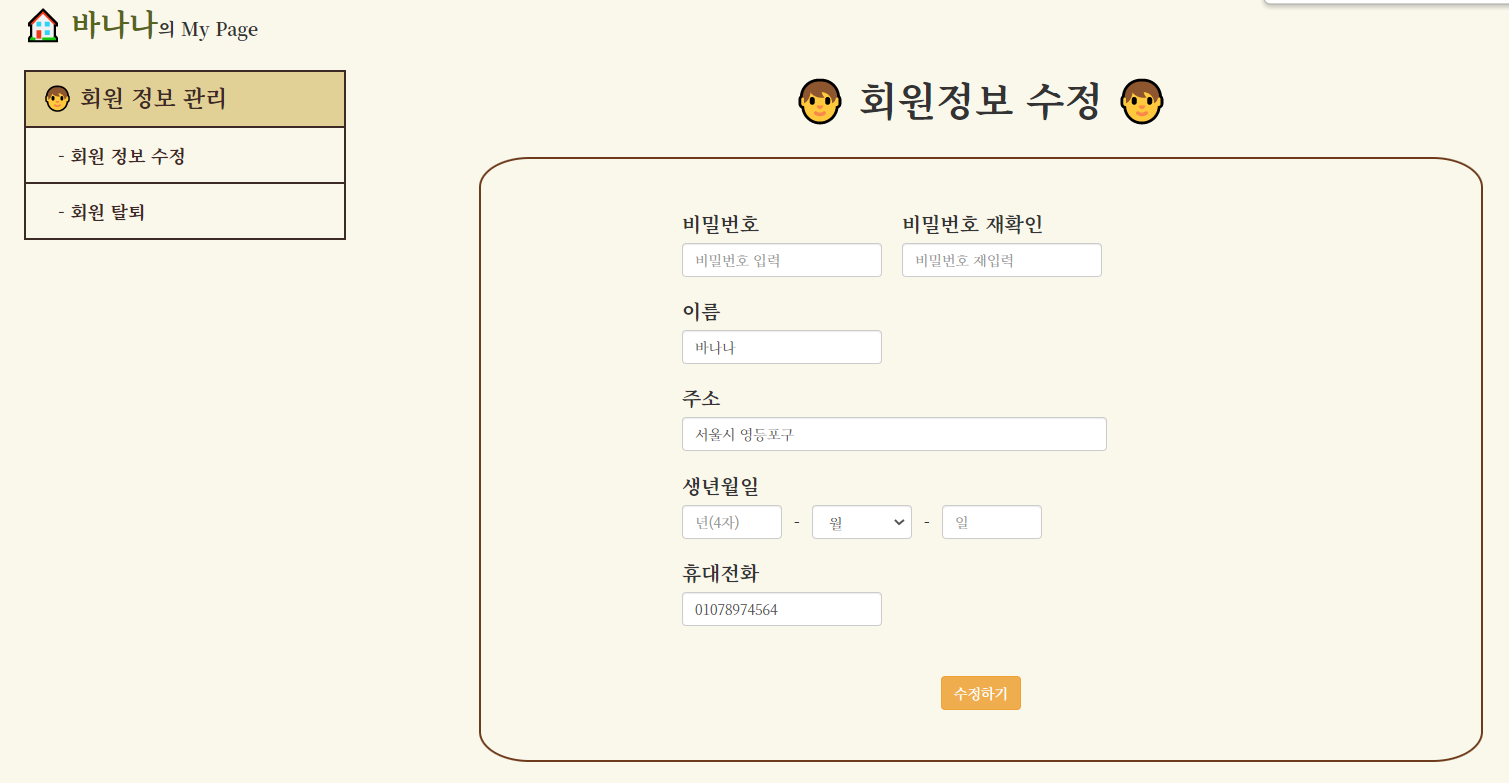 바나나의 My Page
회원 정보 관리
- 회원 정보 수정
- 회원 탈퇴
회원정보 수정
비밀번호 비밀번호 재확인
비밀번호 입력 비밀번호 재입력
이름
바나나
주소
서울시 영등포구
생년월일
년(4자) - 월 - 일
휴대전화
01078974564
수정하기